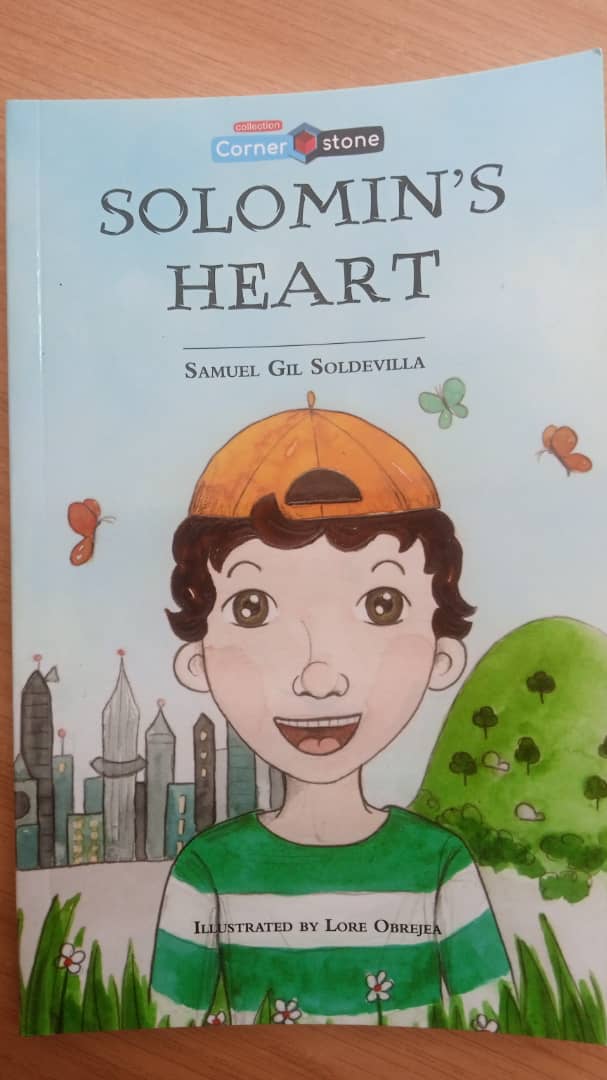 collection
Corner stone
SOLOMIN'S
HEART
SAMUEL GIL SOLDEVILLA
ILLUSTRATED BY LORE OBREJEA